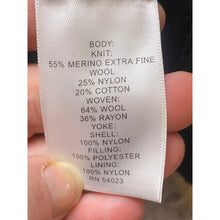 BODY:
KNIT:
55% MERINO EXTRA FINE
WOOL
25% NYLON
20% COTTON
WOVEN:
64% WOOL
36% RAYON
YOKE:
SHELL:
100% NYLON
FILLING:
100% POLYESTER
LINING:
100% NYLON
RN 54023